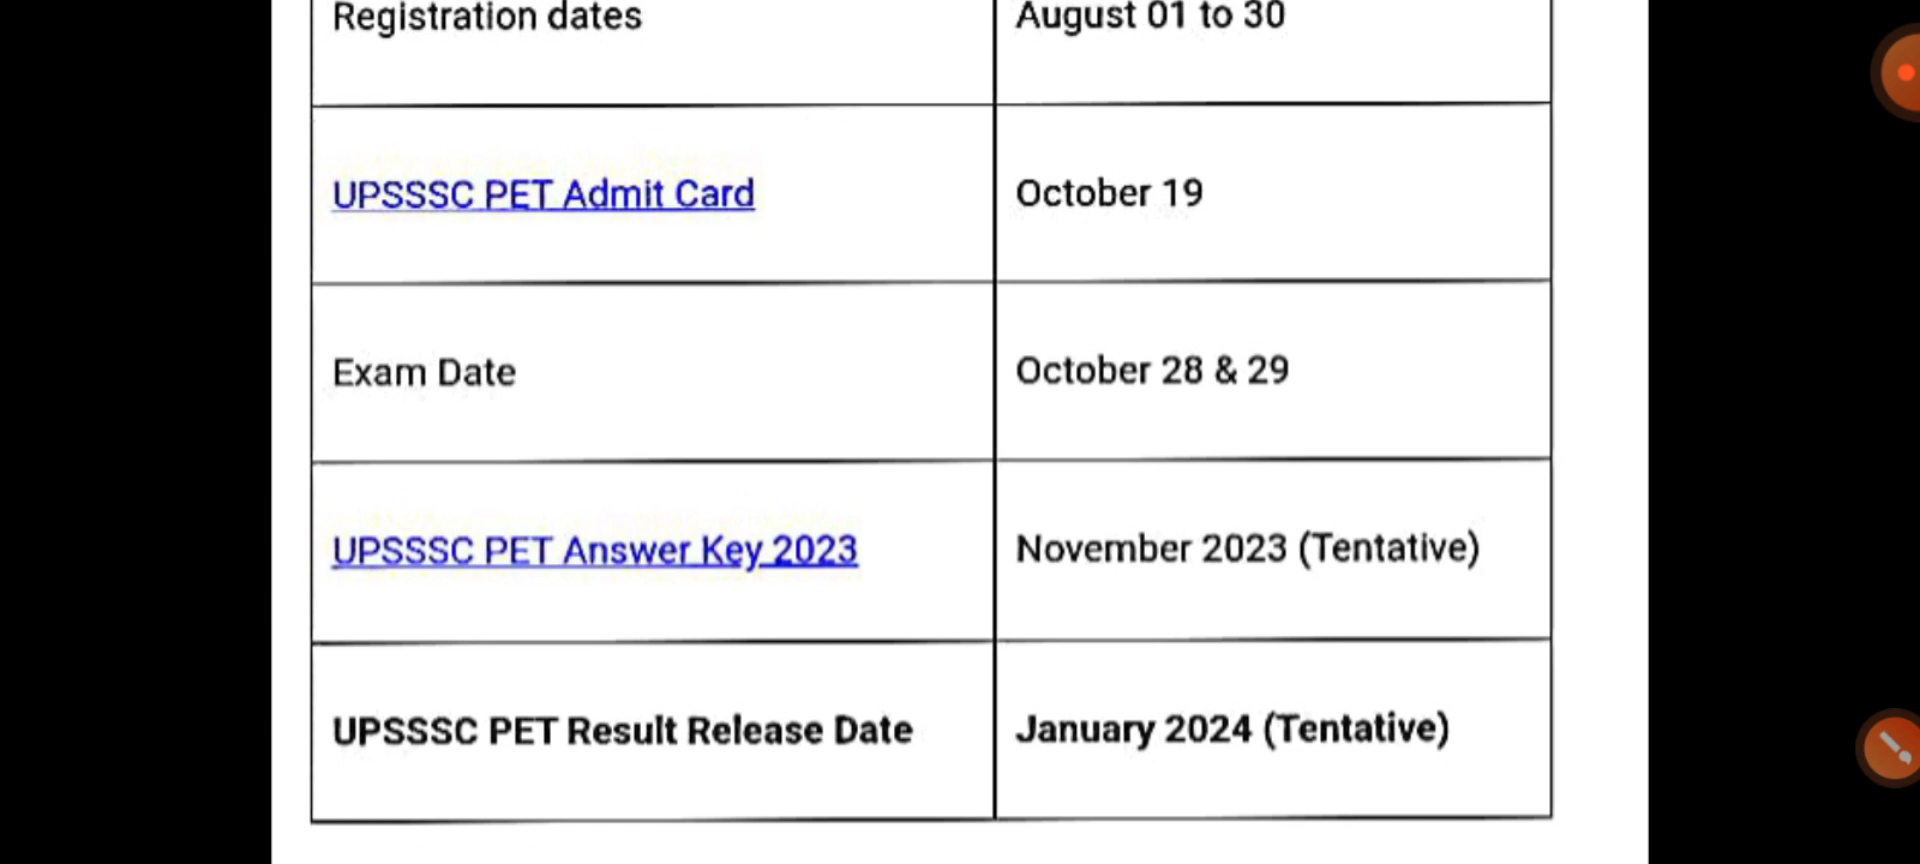 Registration dates August 01 to 30
UPSSSC PET Admit Card October 19
Exam Date October 28 & 29
UPSSSC PET Answer Key 2023 November 2023 (Tentative)
UPSSSC PET Result Release Date January 2024 (Tentative)